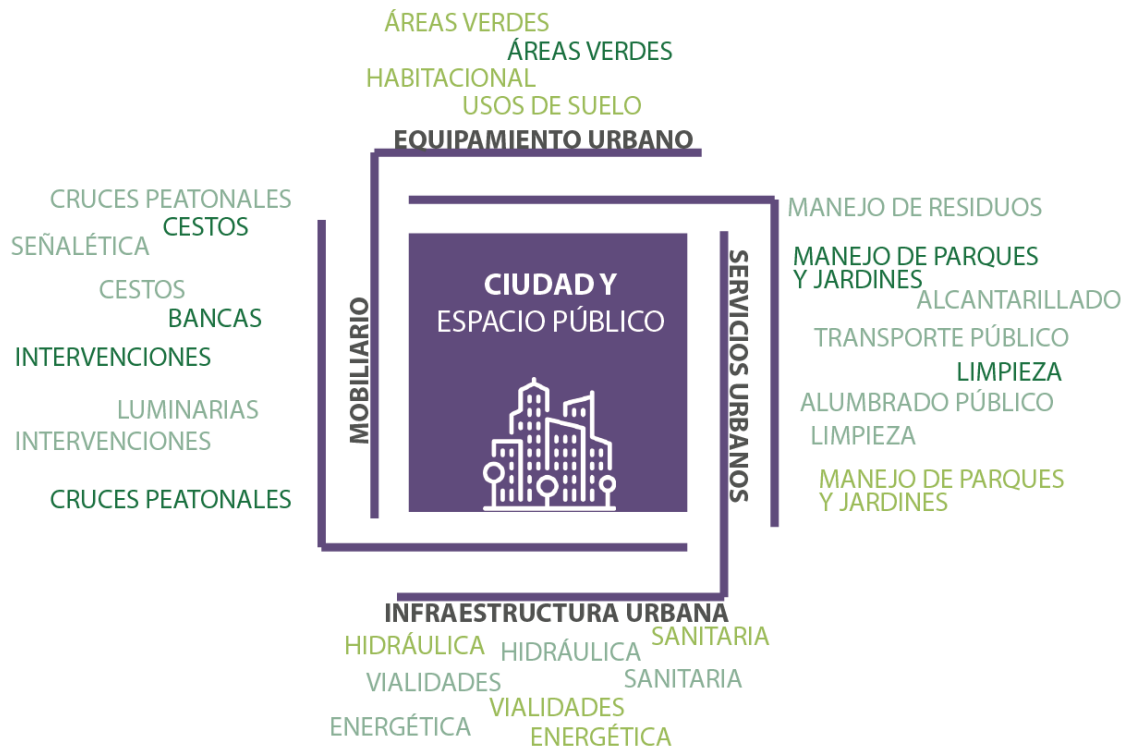 ÁREAS VERDES
ÁREAS VERDES
HABITACIONAL
USOS DE SUELO
EQUIPAMIENTO URBANO
CRUCES PEATONALES
CESTOS
SEÑALÉTICA
CESTOS
BANCAS
INTERVENCIONES
LUMINARIAS
INTERVENCIONES
CRUCES PEATONALES
MOBILIARIO
CIUDAD Y
ESPACIO PÚBLICO
SERVICIOS URBANOS
MANEJO DE RESIDUOS
MANEJO DE PARQUES
Y JARDINES
ALCANTARILLADO
TRANSPORTE PÚBLICO
LIMPIEZA
ALUMBRADO PÚBLICO
LIMPIEZA
MANEJO DE PARQUES
Y JARDINES
INFRAESTRUCTURA URBANA
HIDRÁULICA
HIDRÁULICA
SANITARIA
VIALIDADES
SANITARIA
VIALIDADES
ENERGÉTICA
ENERGÉTICA